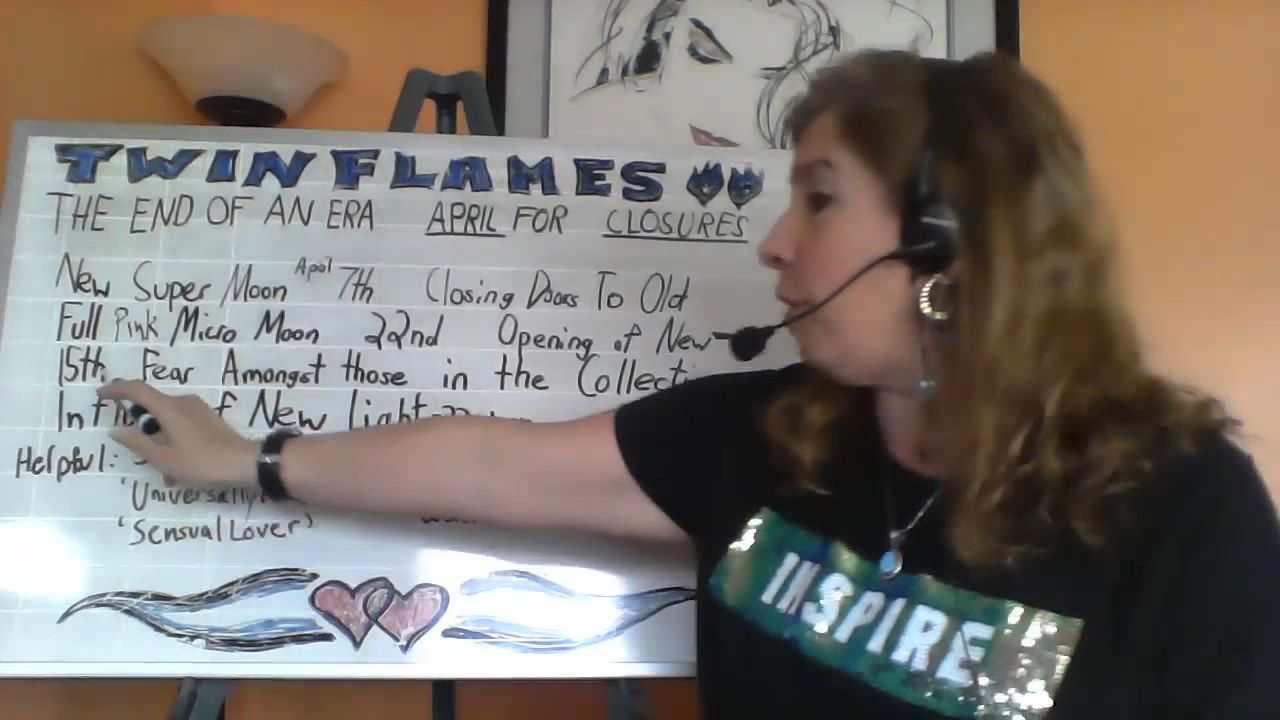 TWIN FLAMES
THE END OF AN ERA APRIL FOR CLOSURES
New Super Moon April 7th Closing Doors To Old
Full Pink Micro Moon 22nd Opening of New
15th Fear Amongst those in the Collecti
In New Light
Helpful:
'Universally
'Sensual Lover'
INSPIRE